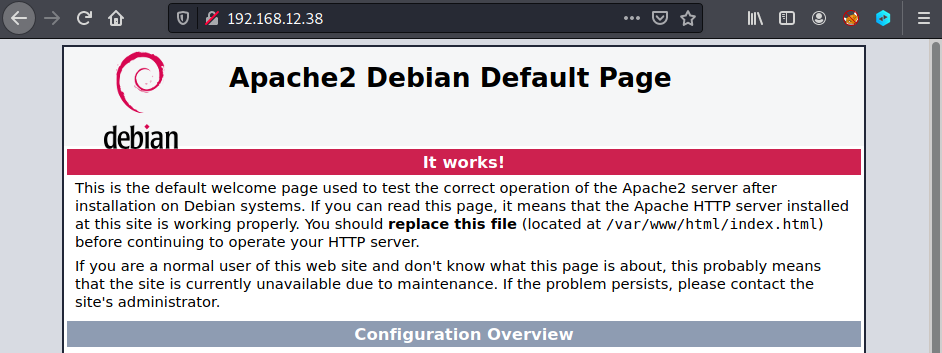 192.168.12.38
Apache2 Debian Default Page
debian
It works!
This is the default welcome page used to test the correct operation of the Apache2 server after
installation on Debian systems. If you can read this page, it means that the Apache HTTP server installed
at this site is working properly. You should replace this file (located at /var/www/html/index.html)
before continuing to operate your HTTP server.
If you are a normal user of this web site and don't know what this page is about, this probably means
that the site is currently unavailable due to maintenance. If the problem persists, please contact the
site's administrator.
Configuration Overview